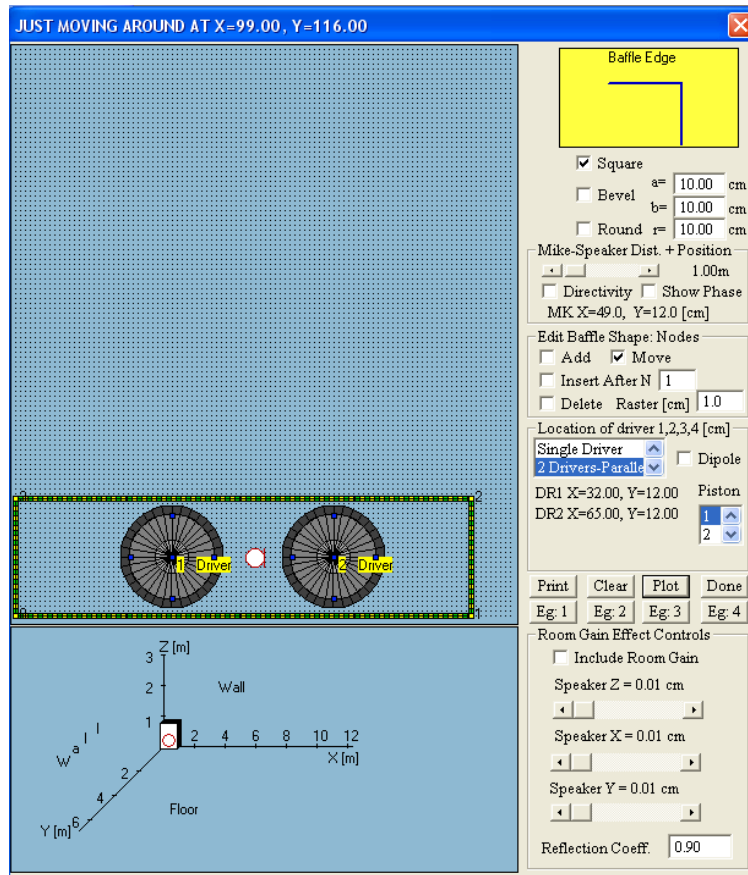 JUST MOVING AROUND AT X=99.00, Y=116.00
Baffle Edge
Square
Bevel a= 10.00 cm
b= 10.00 cm
Round r= 10.00 cm
Mike-Speaker Dist. + Position
1.00m
Directivity Show Phase
MK X=49.0, Y=12.0 [cm]
Edit Baffle Shape: Nodes
Add Move
Insert After N 1
Delete Raster [cm] 1.0
Location of driver 1,2,3,4 [cm]
Single Driver
2 Drivers-Paralle
Dipole
DR1 X=32.00, Y=12.00
DR2 X=65.00, Y=12.00
Piston
1
2
2
1 Driver
2 Driver
1
Print Clear Plot Done
Eg: 1 Eg: 2 Eg: 3 Eg: 4
Room Gain Effect Controls
Include Room Gain
Speaker Z = 0.01 cm
Speaker X = 0.01 cm
Speaker Y = 0.01 cm
Reflection Coeff. 0.90
Z [m]
3
2
1
Wall
Wall
2 4 6 8 10 12
X [m]
2
4
6
Y [m]
Floor